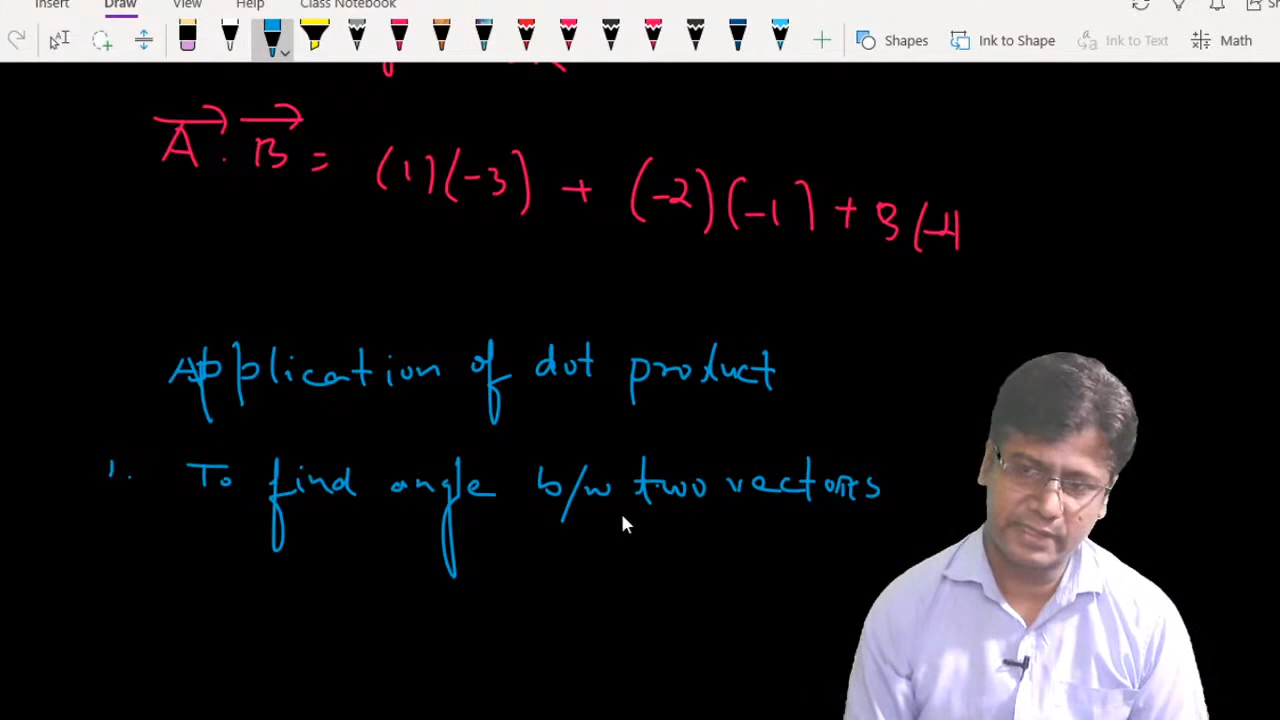 Insert Draw View Help Class Notebook
Shapes Ink to Shape Ink to Text Math
A . B = (1)(-3) + (-2)(-1) + 3(-1
Application of dot product
1. To find angle b/w two vectors